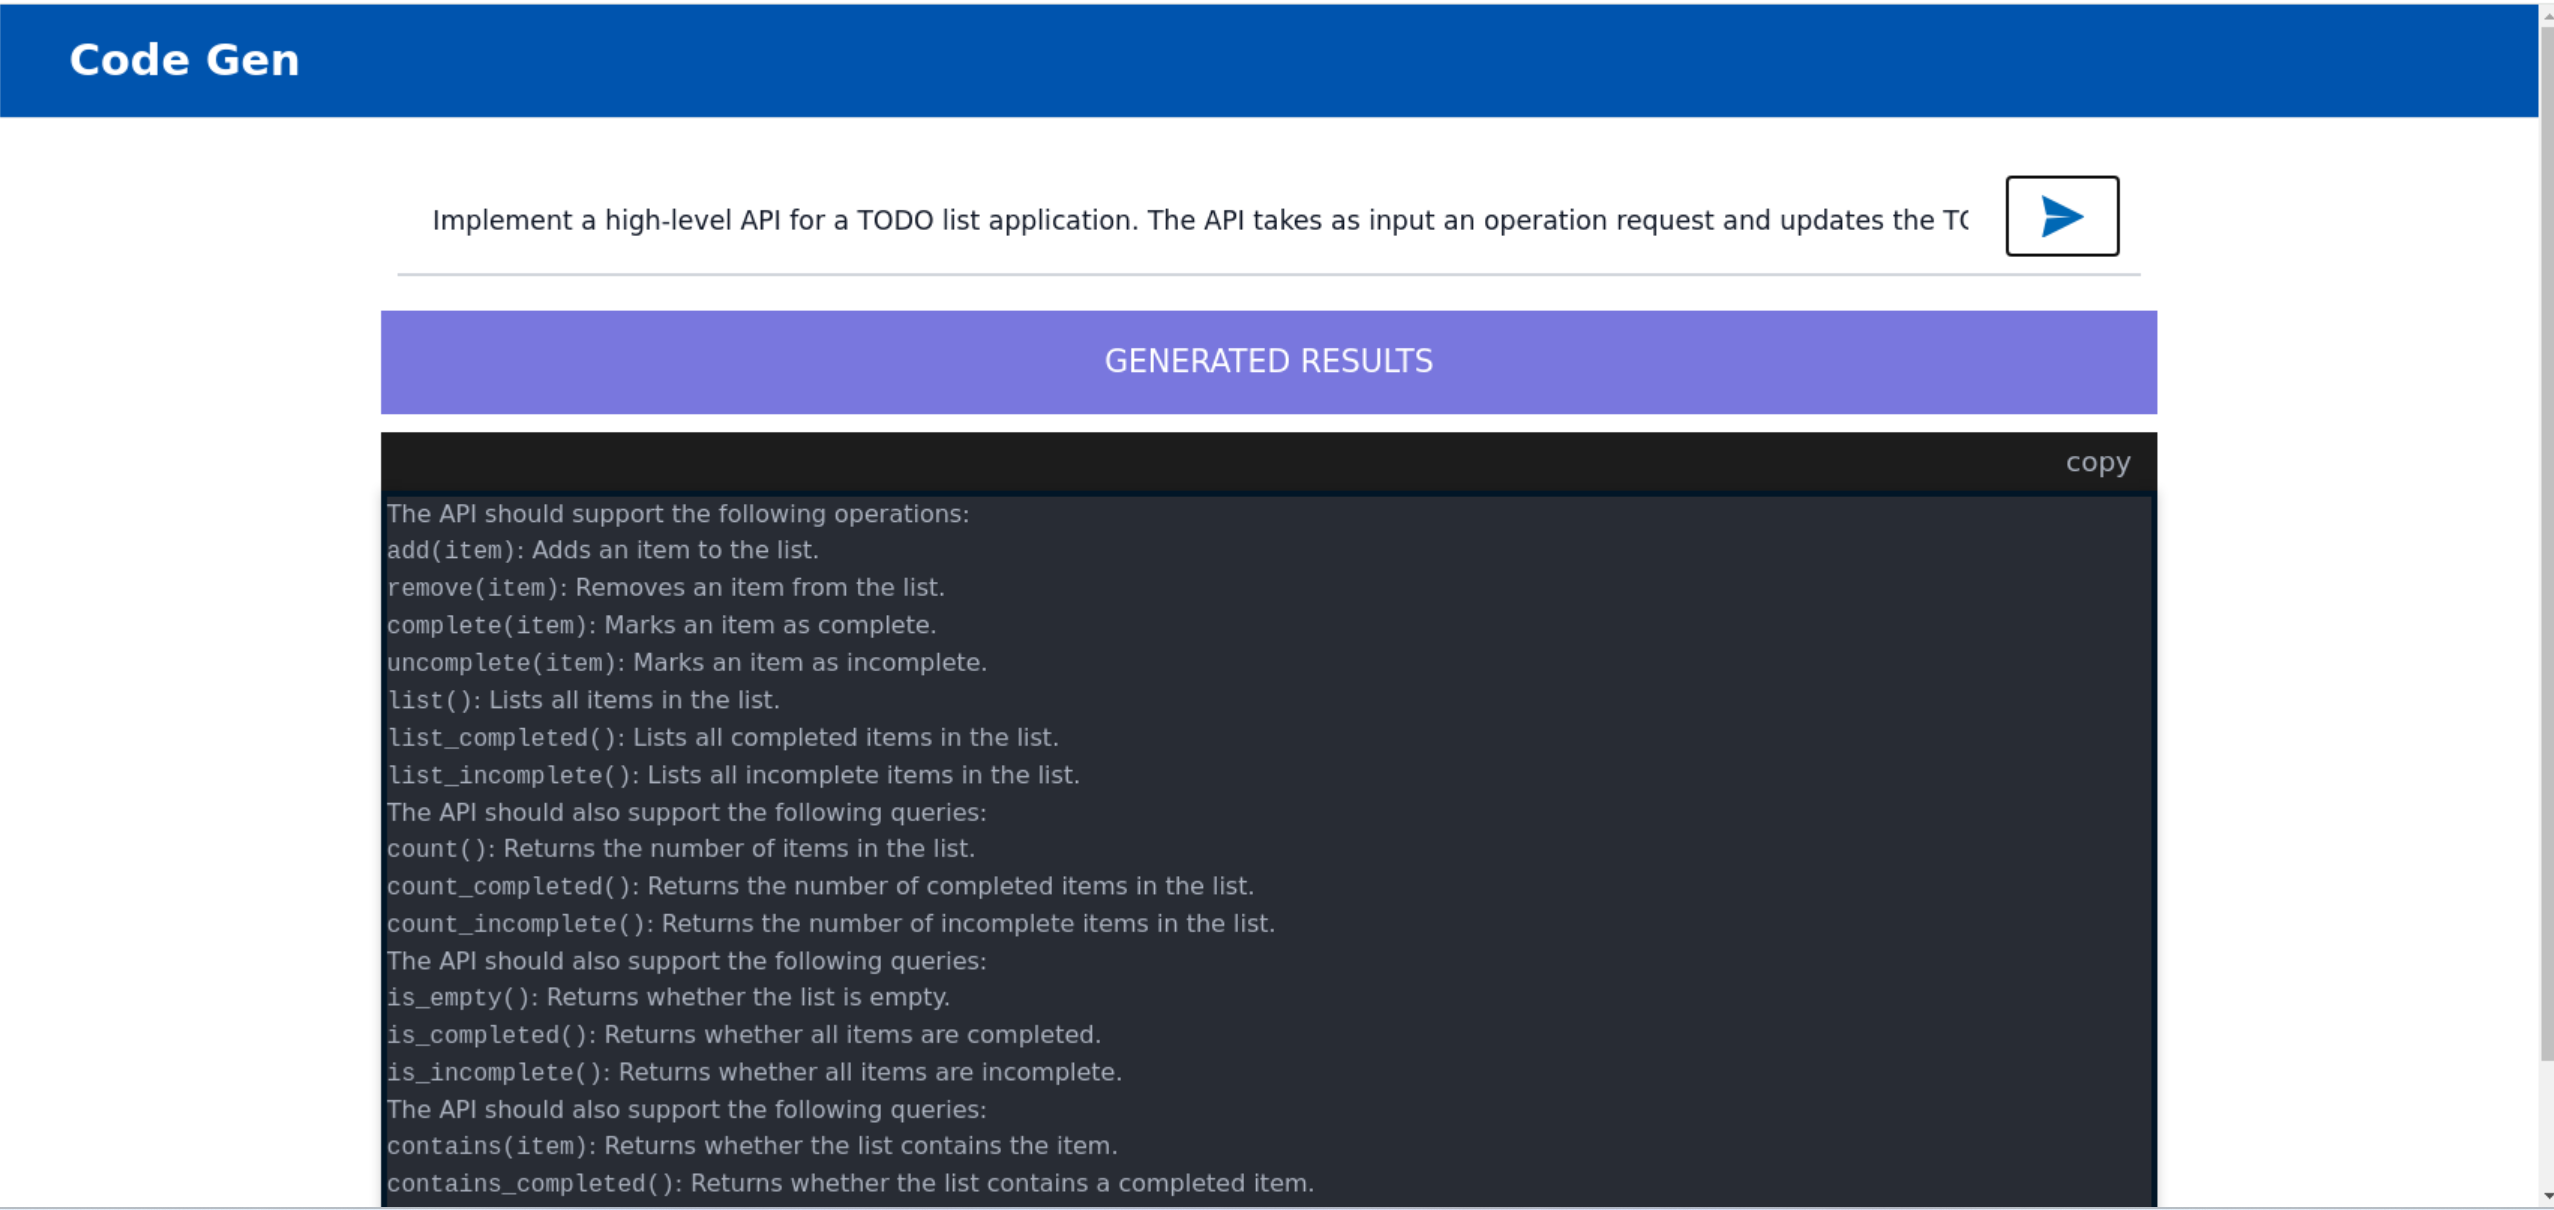 Code Gen
Implement a high-level API for a TODO list application. The API takes as input an operation request and updates the
GENERATED RESULTS
copy
The API should support the following operations:
add(item): Adds an item to the list.
remove(item): Removes an item from the list.
complete(item): Marks an item as complete.
uncomplete(item): Marks an item as incomplete.
list(): Lists all items in the list.
list_completed(): Lists all completed items in the list.
list_incomplete(): Lists all incomplete items in the list.
The API should also support the following queries:
count(): Returns the number of items in the list.
count_completed(): Returns the number of completed items in the list.
count_incomplete(): Returns the number of incomplete items in the list.
The API should also support the following queries:
is_empty(): Returns whether the list is empty.
is_completed(): Returns whether all items are completed.
is_incomplete(): Returns whether all items are incomplete.
The API should also support the following queries:
contains(item): Returns whether the list contains the item.
contains_completed(): Returns whether the list contains a completed item.